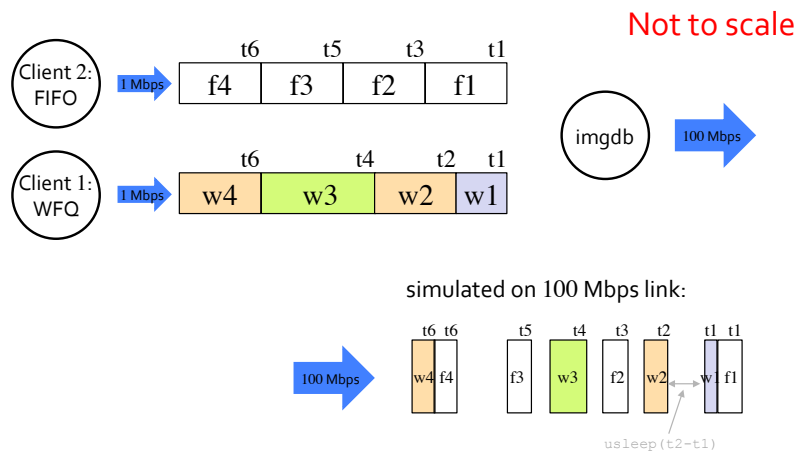 Not to scale
t6 t5 t3 t1
Client 2:
FIFO
1 Mbps
f4 f3 f2 f1
imgdb
100 Mbps
t6 t4 t2 t1
Client 1:
WFQ
1 Mbps
w4 w3 w2 w1
simulated on 100 Mbps link:
t6 t6 t5 t4 t3 t2 t1 t1
100 Mbps
w4 f4 f3 w3 f2 w2 w1 f1
usleep(t2-t1)